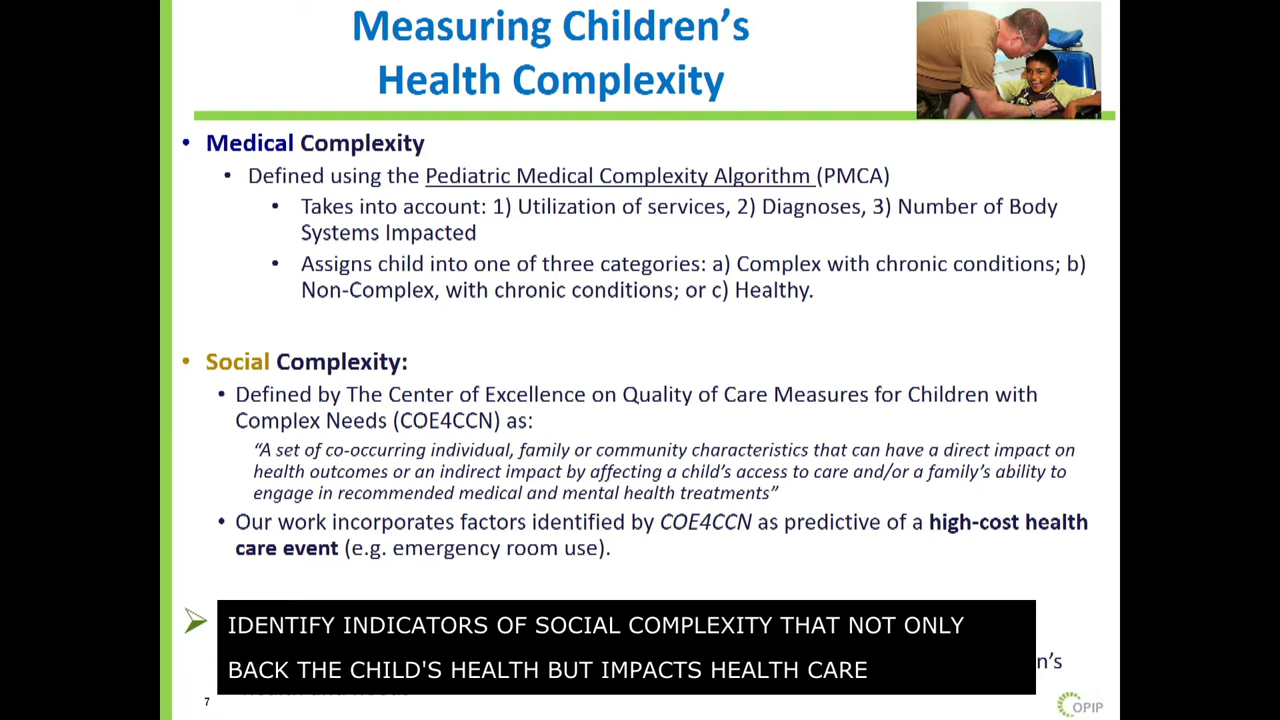 Measuring Children's
Health Complexity
• Medical Complexity
• Defined using the Pediatric Medical Complexity Algorithm (PMCA)
• Takes into account: 1) Utilization of services, 2) Diagnoses, 3) Number of Body
Systems Impacted
• Assigns child into one of three categories: a) Complex with chronic conditions; b)
Non-Complex, with chronic conditions; or c) Healthy.
• Social Complexity:
• Defined by The Center of Excellence on Quality of Care Measures for Children with
Complex Needs (COE4CCN) as:
“A set of co-occurring individual, family or community characteristics that can have a direct impact on
health outcomes or an indirect impact by affecting a child's access to care and/or a family's ability to
engage in recommended medical and mental health treatments”
• Our work incorporates factors identified by COE4CCN as predictive of a high-cost health
care event (e.g. emergency room use).
IDENTIFY INDICATORS OF SOCIAL COMPLEXITY THAT NOT ONLY
BACK THE CHILD'S HEALTH BUT IMPACTS HEALTH CARE
7
OPIP